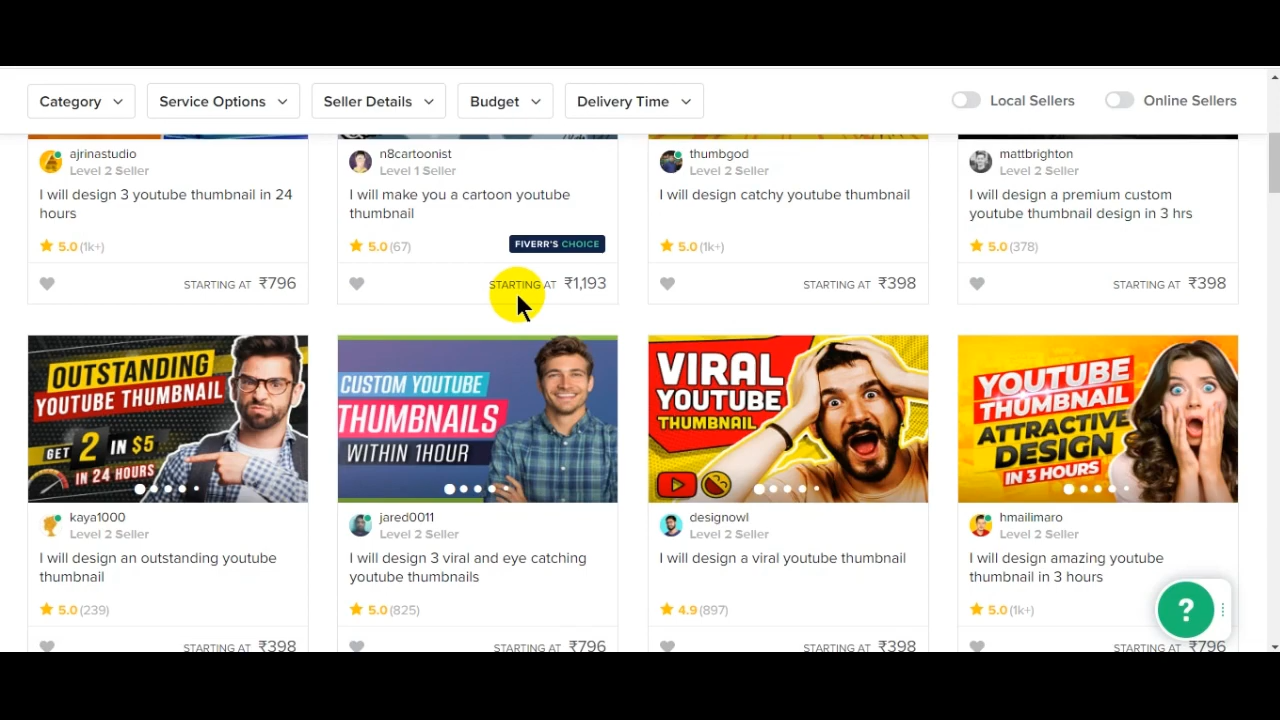 Category
Service Options
Seller Details
Budget
Delivery Time
Local Sellers
Online Sellers
ajrinastudio
Level 2 Seller
I will design 3 youtube thumbnail in 24
hours
5.0 (1k+)
STARTING AT ₹796
n8cartoonist
Level 1 Seller
I will make you a cartoon youtube
thumbnail
5.0 (67)
FIVERR'S CHOICE
STARTING AT ₹1,193
thumbgod
Level 2 Seller
I will design catchy youtube thumbnail
5.0 (1k+)
STARTING AT ₹398
mattbrighton
Level 2 Seller
I will design a premium custom
youtube thumbnail design in 3 hrs
5.0 (378)
STARTING AT ₹398
OUTSTANDING
YOUTUBE THUMBNAIL
GET 2 IN $5
IN 24 HOURS
kaya1000
Level 2 Seller
I will design an outstanding youtube
thumbnail
5.0 (239)
STARTING AT ₹398
CUSTOM YOUTUBE
THUMBNAILS
WITHIN 1HOUR
jared0011
Level 2 Seller
I will design 3 viral and eye catching
youtube thumbnails
5.0 (825)
STARTING AT ₹796
VIRAL
YOUTUBE
THUMBNAIL
designowl
Level 2 Seller
I will design a viral youtube thumbnail
4.9 (897)
STARTING AT ₹398
YOUTUBE
THUMBNAIL
ATTRACTIVE
DESIGN
IN 3 HOURS
hmailimaro
Level 2 Seller
I will design amazing youtube
thumbnail in 3 hours
5.0 (1k+)
STARTING AT ₹796
?